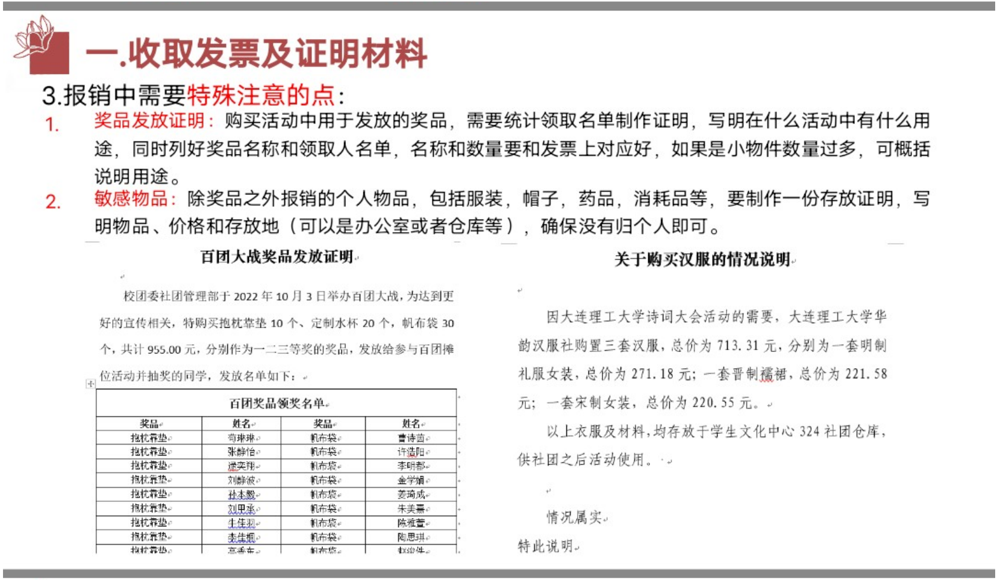 一.收取发票及证明材料
3.报销中需要特殊注意的点：
1. 奖品发放证明：购买活动中用于发放的奖品，需要统计领取名单制作证明，写明在什么活动中有什么用
途，同时列好奖品名称和领取人名单，名称和数量要和发票上对应好，如果是小物件数量过多，可概括
说明用途。
2. 敏感物品：除奖品之外报销的个人物品，包括服装，帽子，药品，消耗品等，要制作一份存放证明，写
明物品、价格和存放地（可以是办公室或者仓库等），确保没有归个人即可。
百团大战奖品发放证明
校团委社团管理部于 2022 年 10 月 3 日举办百团大战，为达到更
好的宣传相关，特购买抱枕靠垫 10 个、定制水杯 20 个，帆布袋 30
个，共计 955.00 元，分别作为一二三等奖的奖品，发放给参与百团摊
位活动并抽奖的同学，发放名单如下：
百团奖品领奖名单
奖品 姓名 奖品 姓名
抱枕靠垫 苟琳琳 帆布袋 曹诗茵
抱枕靠垫 张静怡 帆布袋 许浩阳
抱枕靠垫 逯奕翔 帆布袋 李明都
抱枕靠垫 刘静波 帆布袋 金学娟
抱枕靠垫 孙本毅 帆布袋 姜琦成
抱枕靠垫 刘甲承 帆布袋 朱美熹
抱枕靠垫 牛佳羽 帆布袋 陈雅萱
抱枕靠垫 李佳桐 帆布袋 陶思琪
抱枕靠垫 帆布袋
关于购买汉服的情况说明
因大连理工大学诗词大会活动的需要，大连理工大学华
韵汉服社购置三套汉服，总价为 713.31 元，分别为一套明制
礼服女装，总价为 271.18 元；一套晋制襦裙，总价为 221.58
元；一套宋制女装，总价为 220.55 元。
以上衣服及材料，均存放于学生文化中心 324 社团仓库，
供社团之后活动使用。
情况属实
特此说明